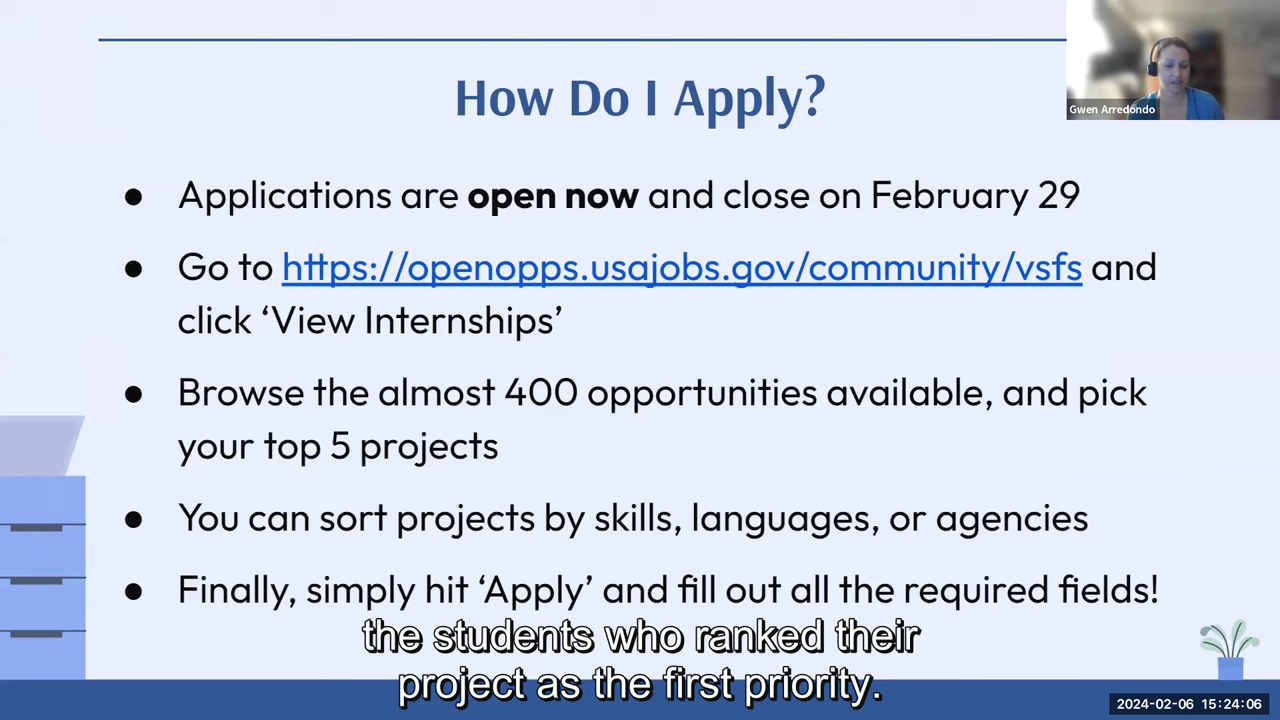 How Do I Apply?
Gwen Arredondo
● Applications are open now and close on February 29
● Go to https://openopps.usajobs.gov/community/vsfs and
click ‘View Internships’
● Browse the almost 400 opportunities available, and pick
your top 5 projects
● You can sort projects by skills, languages, or agencies
● Finally, simply hit ‘Apply’ and fill out all the required fields!
the students who ranked their
project as the first priority.
2024-02-06 15:24:06